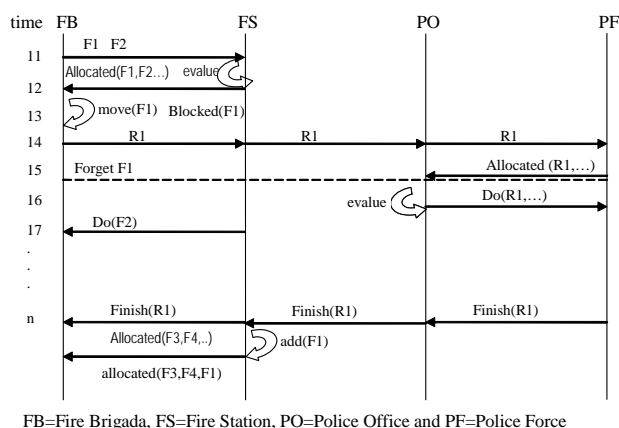 time FB FS PO PF
F1 F2
11
Allocated(F1,F2...) evalue
12
move(F1) Blocked(F1)
13
R1 R1 R1
14
Forget F1 Allocated (R1,...)
15
evalue Do(R1,...)
16
Do(F2)
17
.
.
.
Finish(R1) Finish(R1) Finish(R1)
n
Allocated(F3,F4,..) add(F1)
allocated(F3,F4,F1)
FB=Fire Brigada, FS=Fire Station, PO=Police Office and PF=Police Force